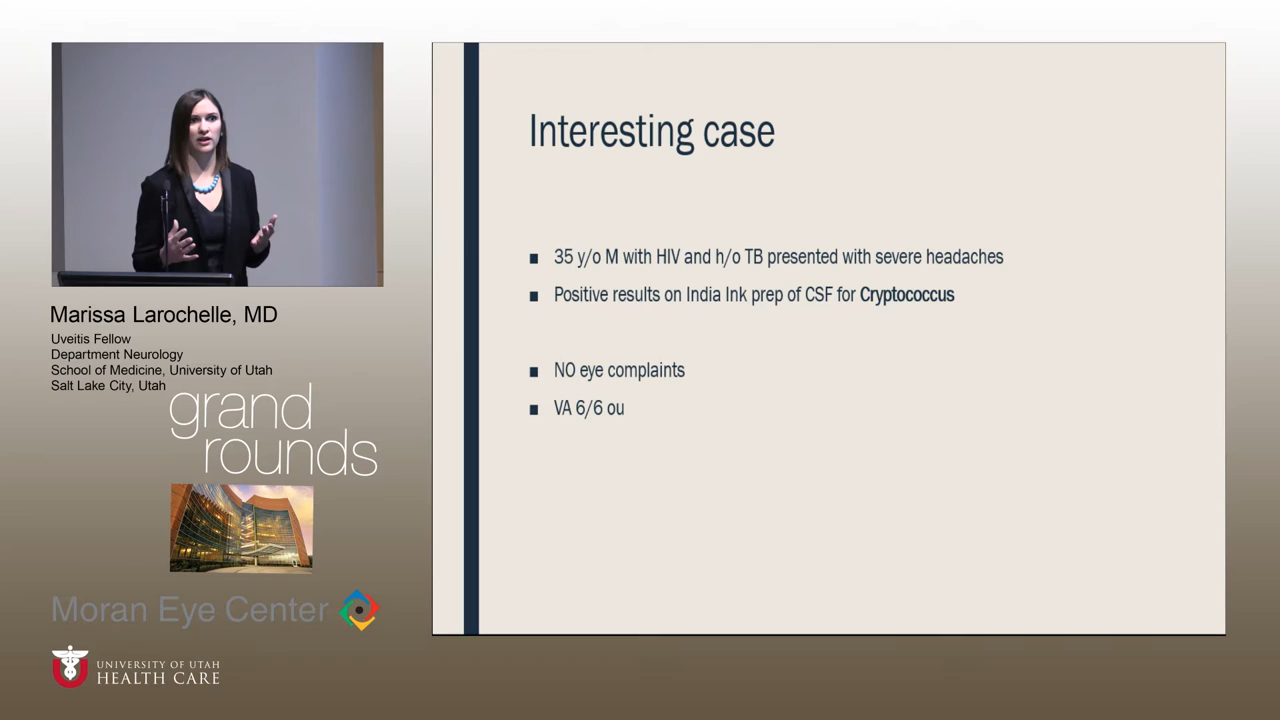 Marissa Larochelle, MD
Uveitis Fellow
Department Neurology
School of Medicine, University of Utah
Salt Lake City, Utah
grand
rounds
Moran Eye Center
UNIVERSITY OF UTAH
HEALTH CARE
Interesting case
■ 35 y/o M with HIV and h/o TB presented with severe headaches
■ Positive results on India Ink prep of CSF for Cryptococcus
■ NO eye complaints
■ VA 6/6 ou